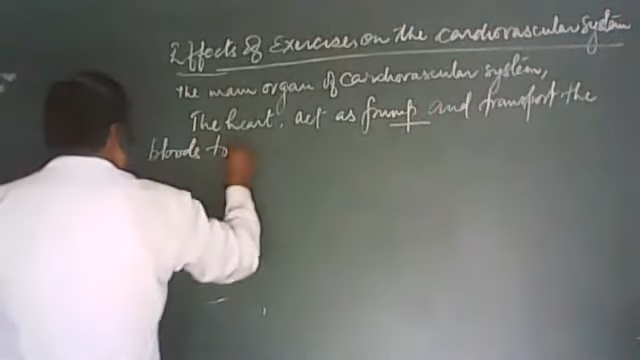 Effects of Exercises on the cardiovascular system
The main organ of cardiovascular system,
The heart, act as pump and transport the
bloods to